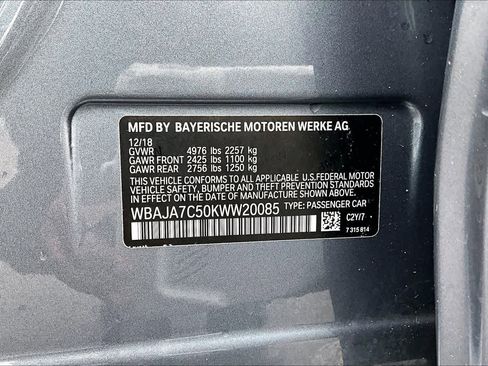 MFD BY BAYERISCHE MOTOREN WERKE AG
12/18
GVWR 4976 lbs 2257 kg
GAWR FRONT 2425 lbs 1100 kg
GAWR REAR 2756 lbs 1250 kg
THIS VEHICLE CONFORMS TO ALL APPLICABLE
U.S.FEDERAL MOTOR VEHICLE SAFETY,
BUMPER, AND THEFT PREVENTION STANDARDS IN
EFFECT ON THE DATE OF MANUFACTURE SHOWN ABOVE.
WBAJA7C50KWW20085 TYPE: PASSENGER CAR
C2Y/7
7 315 814